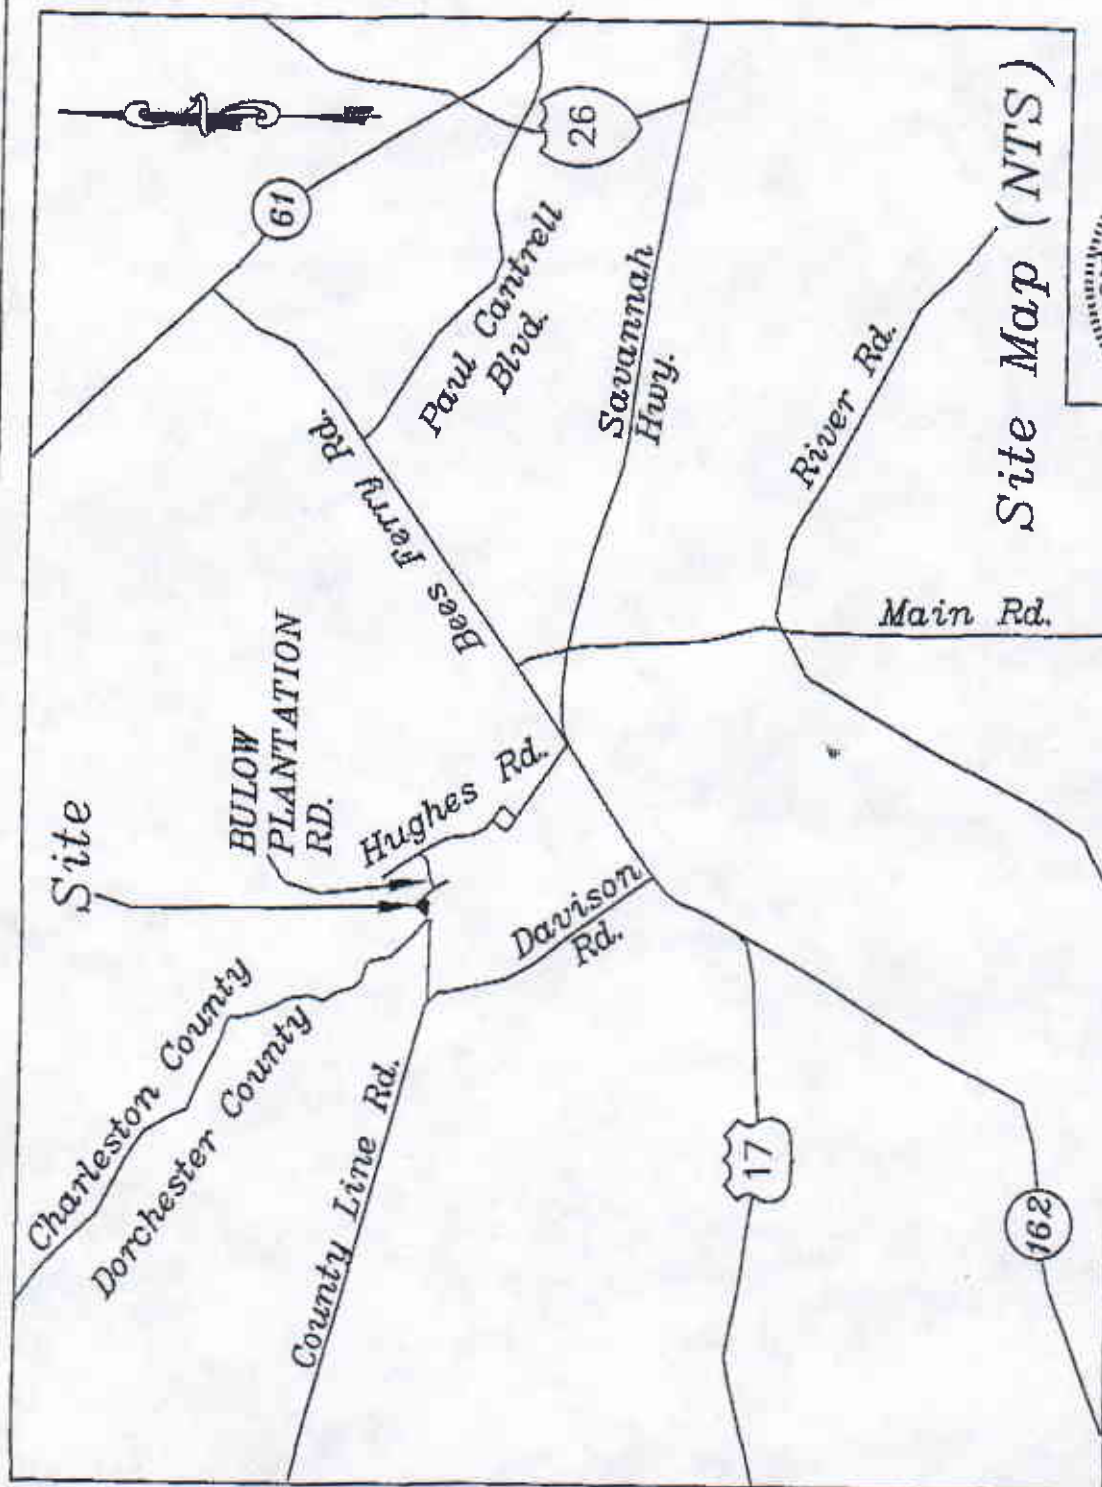 Site
BULOW
PLANTATION
RD.
Charleston County
Dorchester County
County Line Rd.
Hughes Rd.
Davison
Rd.
Bees Ferry Rd.
61
Paul Cantrell
Blvd.
26
Savannah
Hwy.
17
River Rd.
Main Rd.
162
Site Map (NTS)